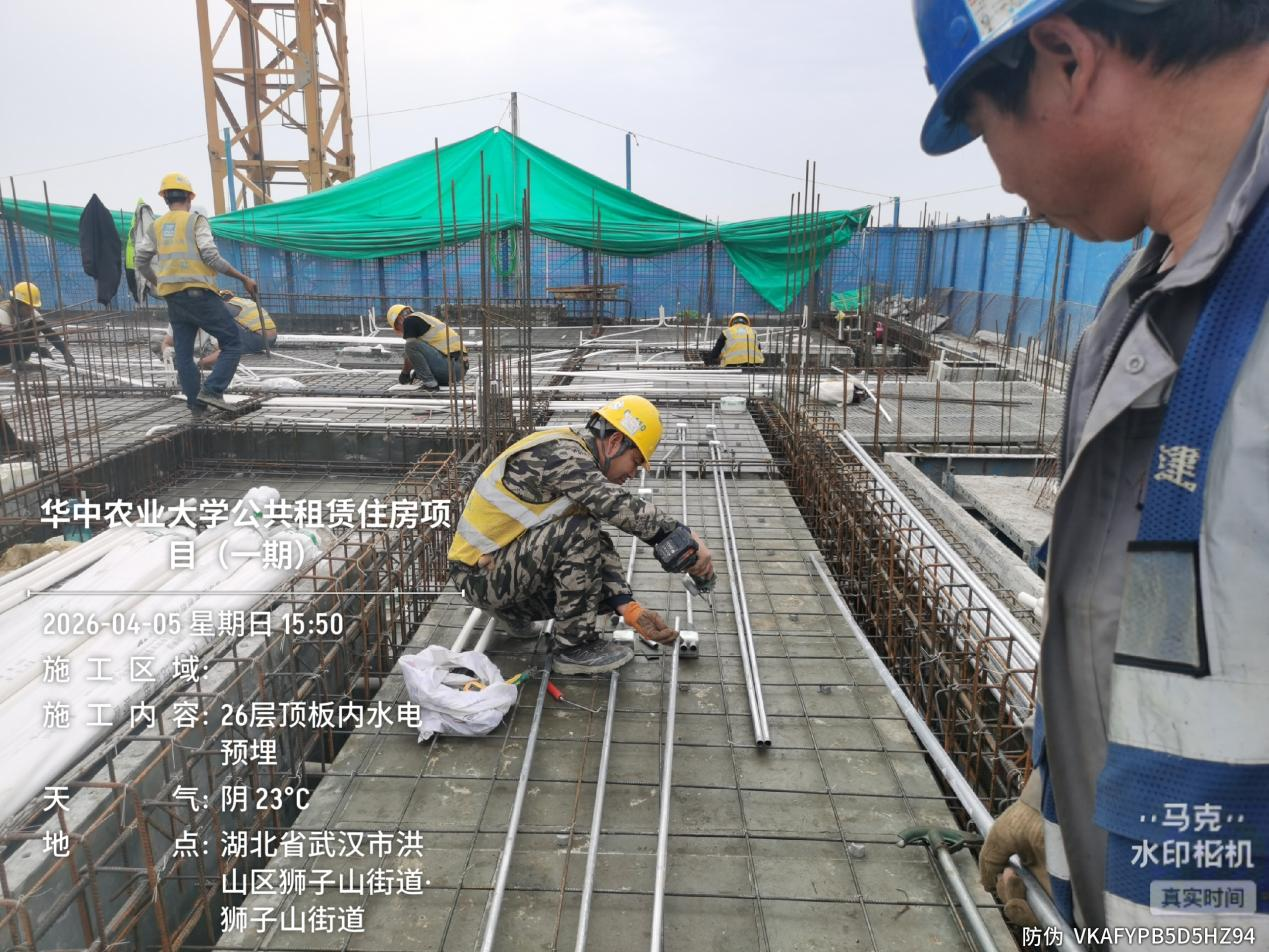 华中农业大学公共租赁住房项
目（一期）
2026-04-05 星期日 15:50
施工区域:
施工内容: 26层顶板内水电
预埋
天气: 阴 23°C
地点: 湖北省武汉市洪
山区狮子山街道·
狮子山街道
建
马克
水印相机
真实时间
防伪 VKAFYPB5D5HZ94